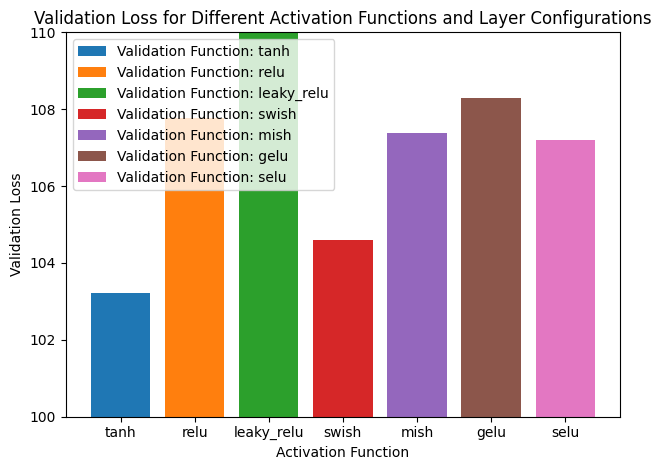 Validation Loss for Different Activation Functions and Layer Configurations
110
108
106
104
102
100
Validation Loss
Validation Function: tanh
Validation Function: relu
Validation Function: leaky_relu
Validation Function: swish
Validation Function: mish
Validation Function: gelu
Validation Function: selu
tanh
relu
leaky_relu
swish
mish
gelu
selu
Activation Function